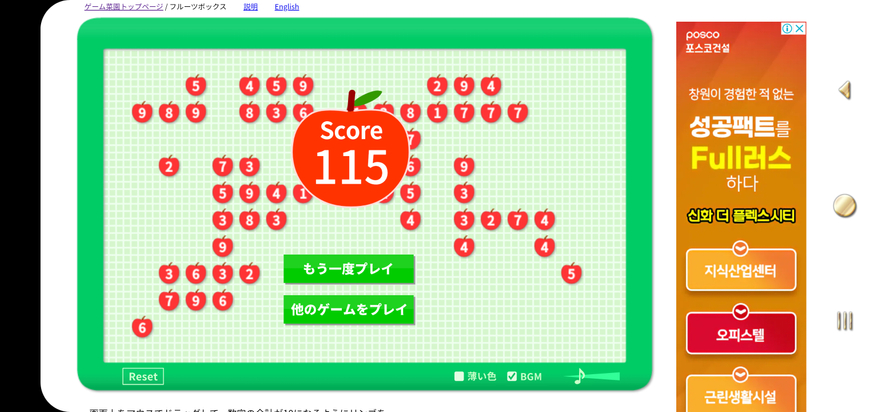 ゲーム菜園トップページ / フルーツボックス 説明 English
5 4 5 9 2 9 4
9 8 9 8 3 6 8 1 7 7 7
7
2 7 3 6 9
5 9 4 1 5 3
3 8 3 4 3 2 7 4
9 4 4
3 6 3 2 5
7 9 6
6
Score
115
もう一度プレイ
他のゲームをプレイ
Reset 薄い色 BGM
posco
포스코건설
창원이 경험한 적 없는
성공팩트를
Full러스
하다
신화 더 플렉스시티
지식산업센터
오피스텔
근린생활시설